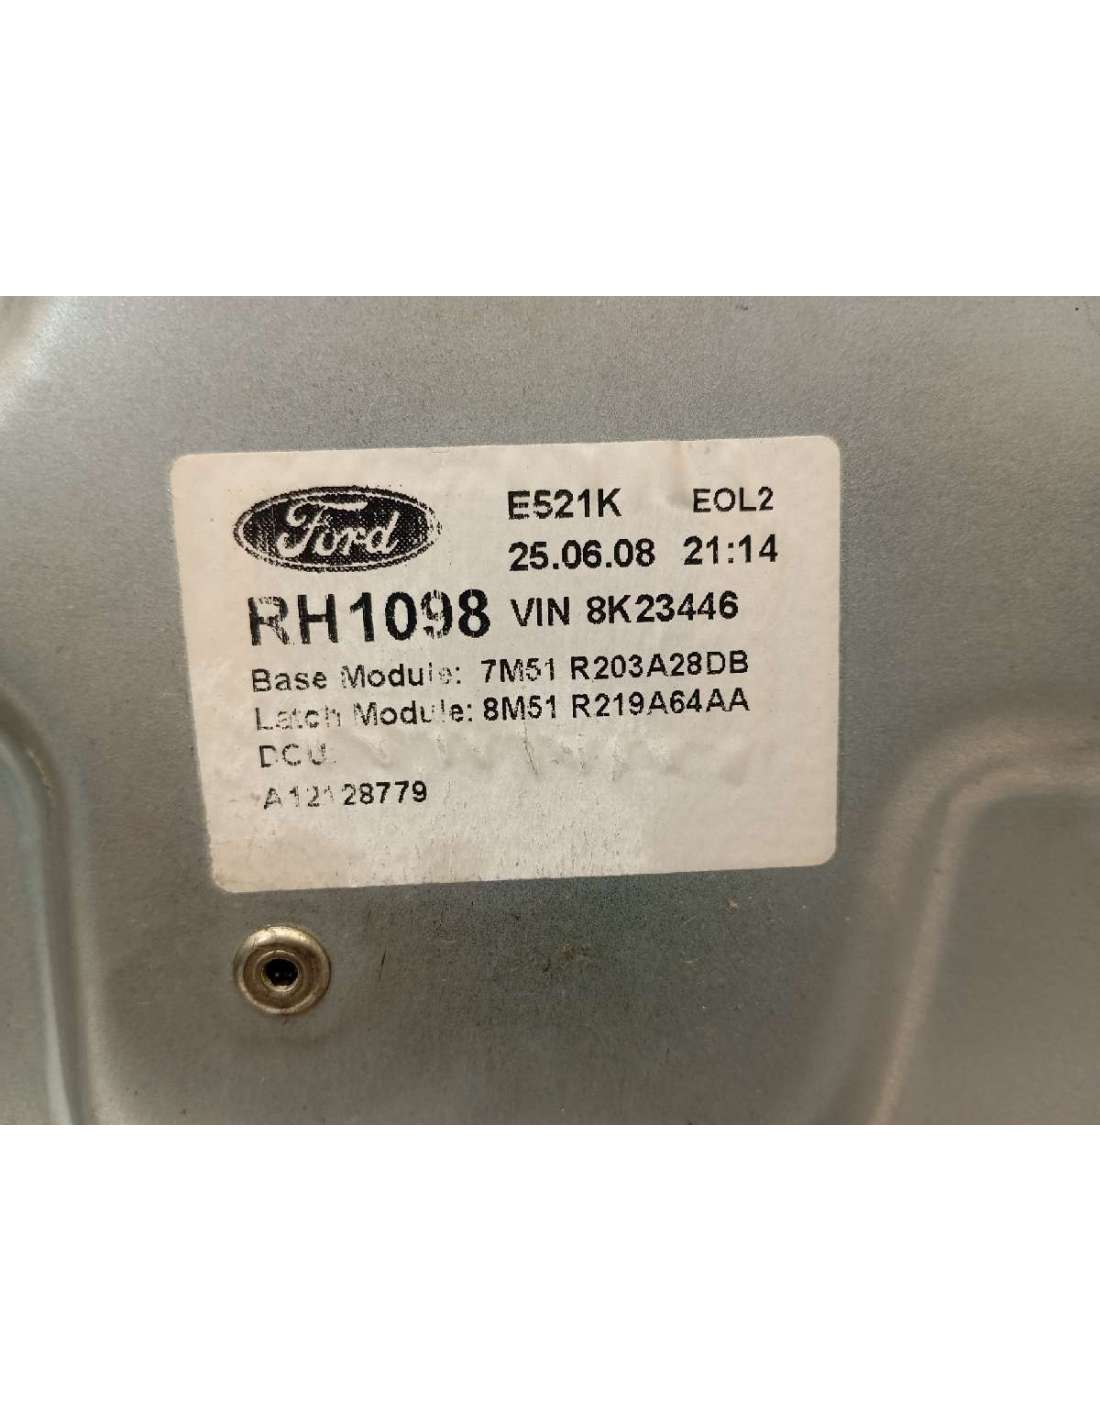 Ford
E521K EOL2
25.06.08 21:14
RH1098 VIN 8K23446
Base Module: 7M51 R203A28DB
Latch Module: 8M51 R219A64AA
DCU
A12128779